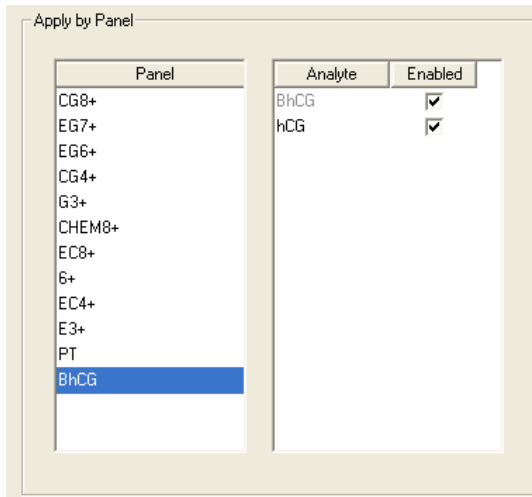 Apply by Panel
Panel
CG8+
EG7+
EG6+
CG4+
G3+
CHEM8+
EC8+
6+
EC4+
E3+
PT
BhCG
Analyte Enabled
BhCG
hCG